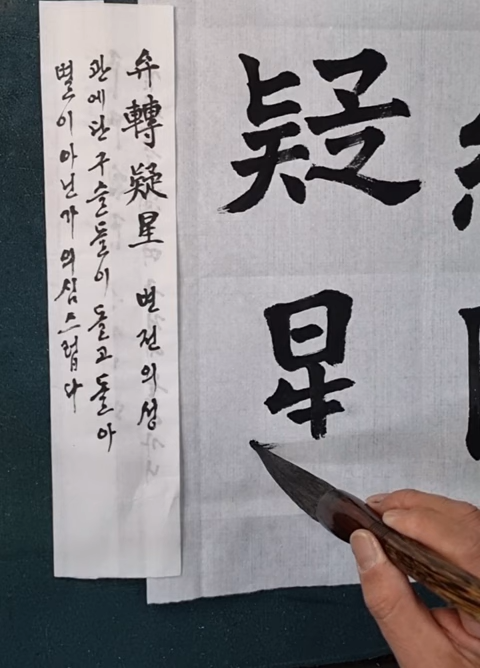 疑星
弁轉疑星 변전의성
관에 단 구슬들이 돌고 돌아
별이 아닌가 의심스럽다